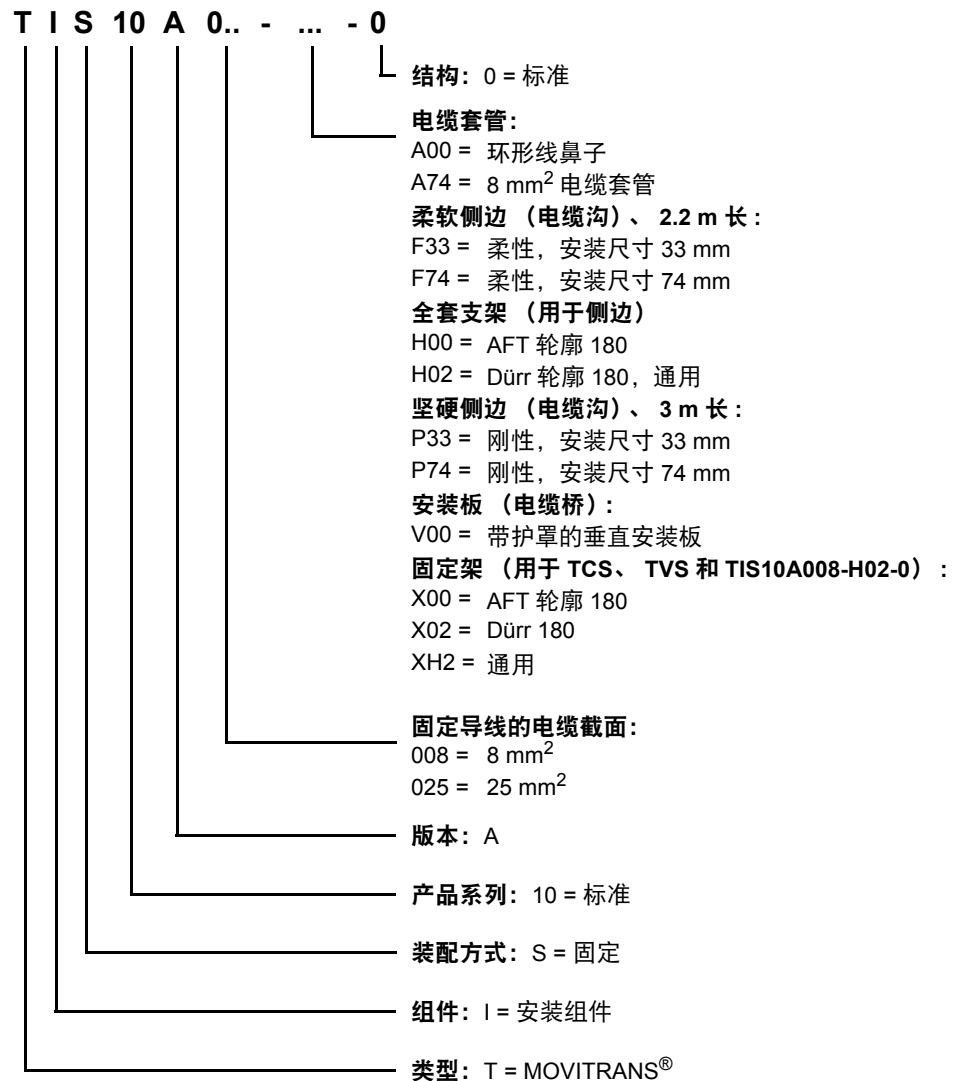 T I S 10 A 0.. - ... - 0
结构：0 = 标准
电缆套管：
A00 = 环形线鼻子
A74 = 8 mm² 电缆套管
柔软侧边 （电缆沟）、 2.2 m 长：
F33 = 柔性，安装尺寸 33 mm
F74 = 柔性，安装尺寸 74 mm
全套支架 （用于侧边）
H00 = AFT 轮廓 180
H02 = Dürr 轮廓 180，通用
坚硬侧边 （电缆沟）、 3 m 长：
P33 = 刚性，安装尺寸 33 mm
P74 = 刚性，安装尺寸 74 mm
安装板 （电缆桥）：
V00 = 带护罩的垂直安装板
固定架 （用于 TCS、 TVS 和 TIS10A008-H02-0）：
X00 = AFT 轮廓 180
X02 = Dürr 180
XH2 = 通用
固定导线的电缆截面：
008 = 8 mm²
025 = 25 mm²
版本：A
产品系列：10 = 标准
装配方式：S = 固定
组件：I = 安装组件
类型：T = MOVITRANS®